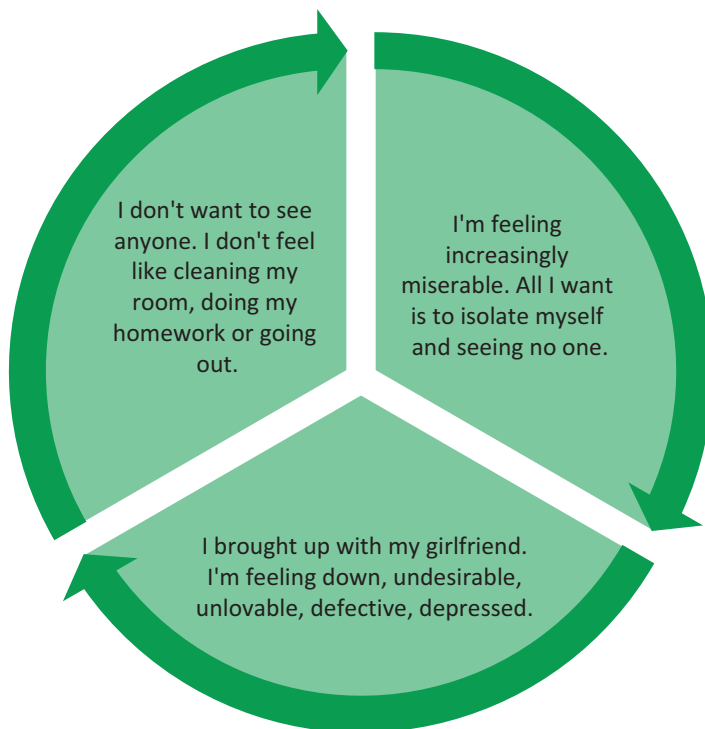 I don't want to see
anyone. I don't feel
like cleaning my
room, doing my
homework or going
out.
I'm feeling
increasingly
miserable. All I want
is to isolate myself
and seeing no one.
I brought up with my girlfriend.
I'm feeling down, undesirable,
unlovable, defective, depressed.